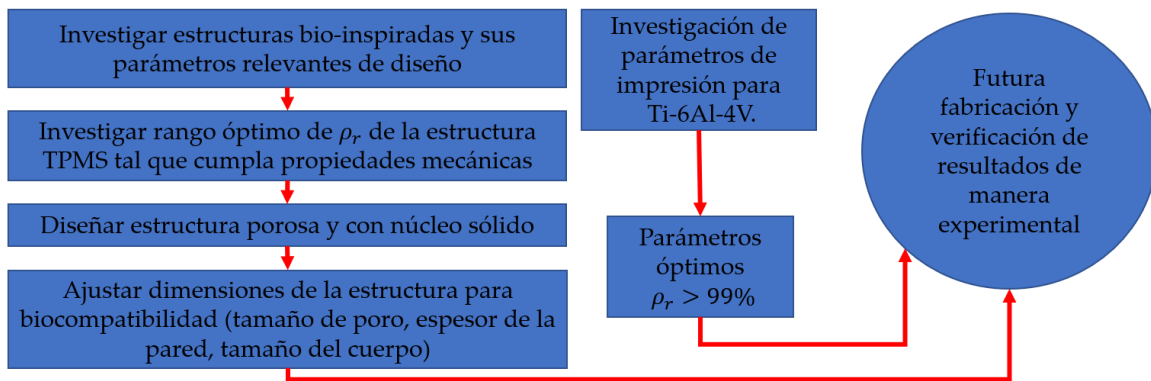 Investigar estructuras bio-inspiradas y sus
parámetros relevantes de diseño
Investigar rango óptimo de 𝜌𝑟 de la estructura
TPMS tal que cumpla propiedades mecánicas
Diseñar estructura porosa y con núcleo sólido
Ajustar dimensiones de la estructura para
biocompatibilidad (tamaño de poro, espesor de la
pared, tamaño del cuerpo)
Investigación de
parámetros de
impresión para
Ti-6Al-4V.
Parámetros
óptimos
𝜌𝑟 > 99%
Futura
fabricación y
verificación de
resultados de
manera
experimental